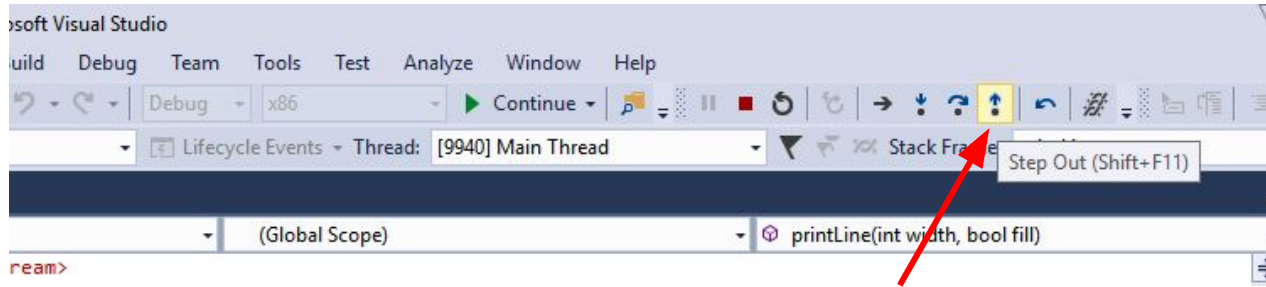 osoft Visual Studio
uild Debug Team Tools Test Analyze Window Help
Debug x86 Continue
Lifecycle Events Thread: [9940] Main Thread Stack Frame
Step Out (Shift+F11)
(Global Scope) printLine(int width, bool fill)
ream>